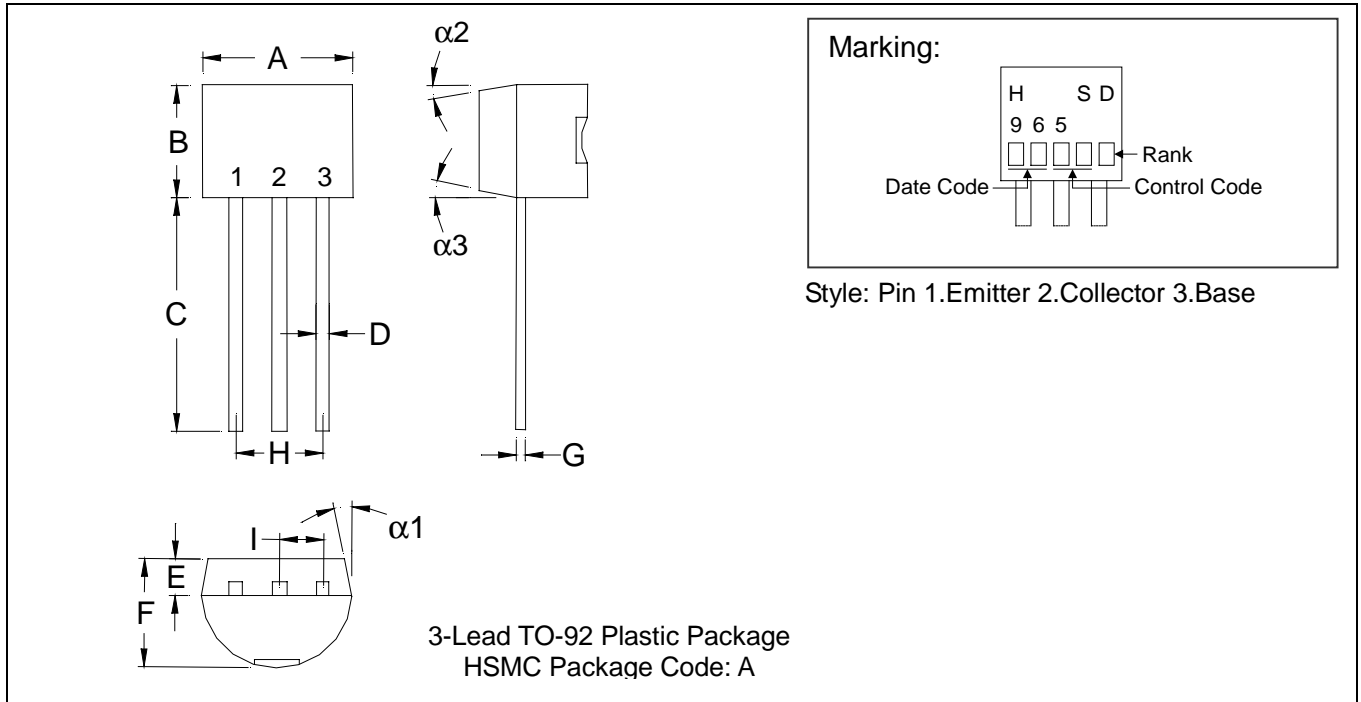 α2
A
B
1 2 3
α3
C
D
H
G
α1
I
E
F
3-Lead TO-92 Plastic Package
HSMC Package Code: A
Marking:
H S D
9 6 5
Rank
Date Code
Control Code
Style: Pin 1.Emitter 2.Collector 3.Base